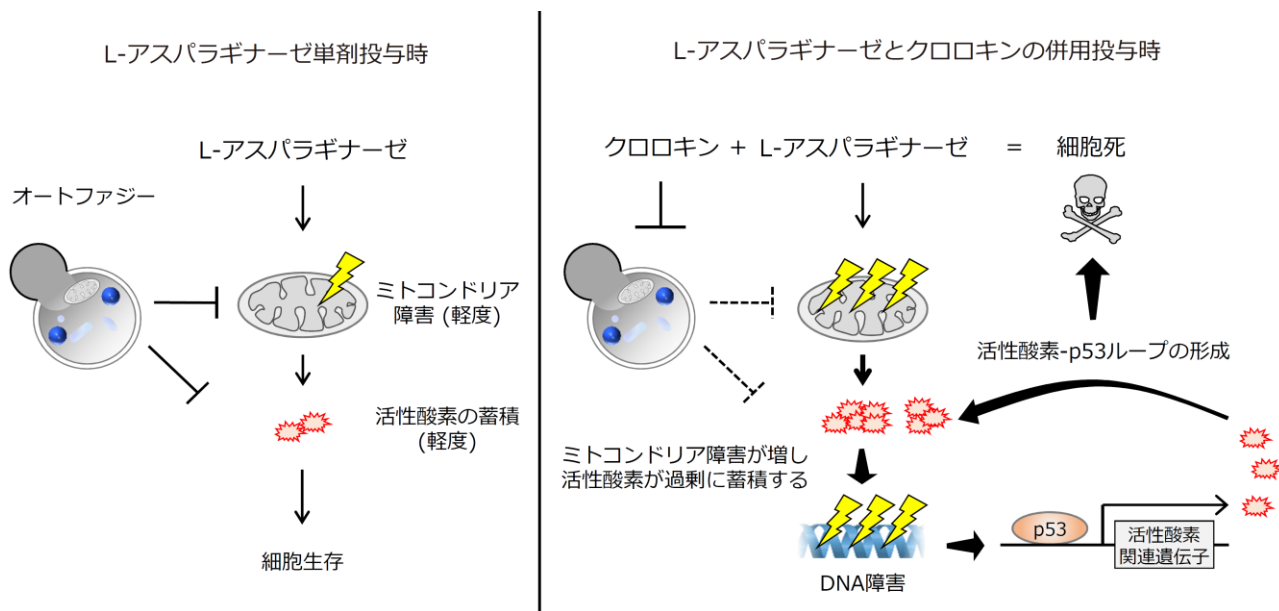 L-アスパラギナーゼ単剤投与時
L-アスパラギナーゼ
オートファジー
ミトコンドリア
障害 (軽度)
活性酸素の蓄積
(軽度)
細胞生存
L-アスパラギナーゼとクロロキンの併用投与時
クロロキン + L-アスパラギナーゼ = 細胞死
活性酸素-p53ループの形成
ミトコンドリア障害が増し
活性酸素が過剰に蓄積する
DNA障害
p53
活性酸素
関連遺伝子